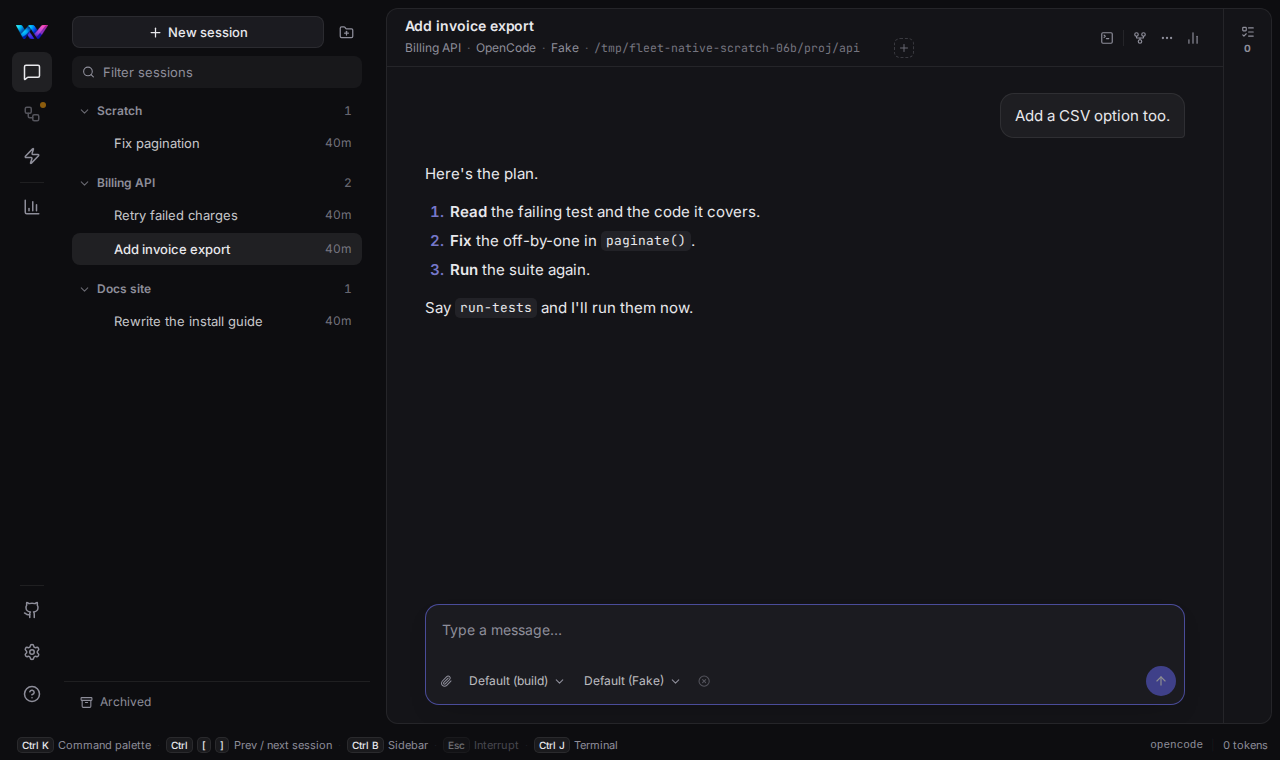 New session
Filter sessions
Scratch 1
Fix pagination 40m
Billing API 2
Retry failed charges 40m
Add invoice export 40m
Docs site 1
Rewrite the install guide 40m
Archived
Add invoice export
Billing API · OpenCode · Fake · /tmp/fleet-native-scratch-06b/proj/api
0
Add a CSV option too.
Here's the plan.
1. Read the failing test and the code it covers.
2. Fix the off-by-one in paginate().
3. Run the suite again.
Say run-tests and I'll run them now.
Type a message...
Default (build) Default (Fake)
Ctrl K Command palette Ctrl [ ] Prev / next session Ctrl B Sidebar Esc Interrupt Ctrl J Terminal opencode 0 tokens